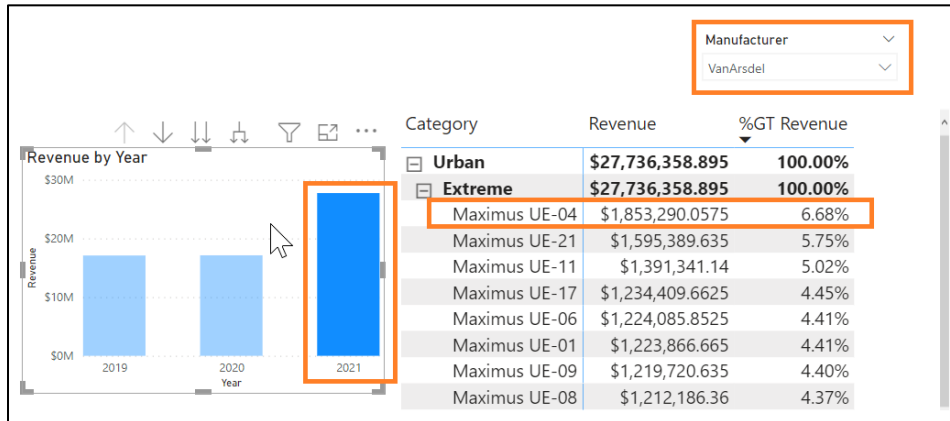 Manufacturer
VanArsdel
Revenue by Year
$30M
$20M
$10M
$0M
Revenue
2019 2020 2021
Year
Category Revenue %GT Revenue
Urban $27,736,358.895 100.00%
Extreme $27,736,358.895 100.00%
Maximus UE-04 $1,853,290.0575 6.68%
Maximus UE-21 $1,595,389.635 5.75%
Maximus UE-11 $1,391,341.14 5.02%
Maximus UE-17 $1,234,409.6625 4.45%
Maximus UE-06 $1,224,085.8525 4.41%
Maximus UE-01 $1,223,866.665 4.41%
Maximus UE-09 $1,219,720.635 4.40%
Maximus UE-08 $1,212,186.36 4.37%